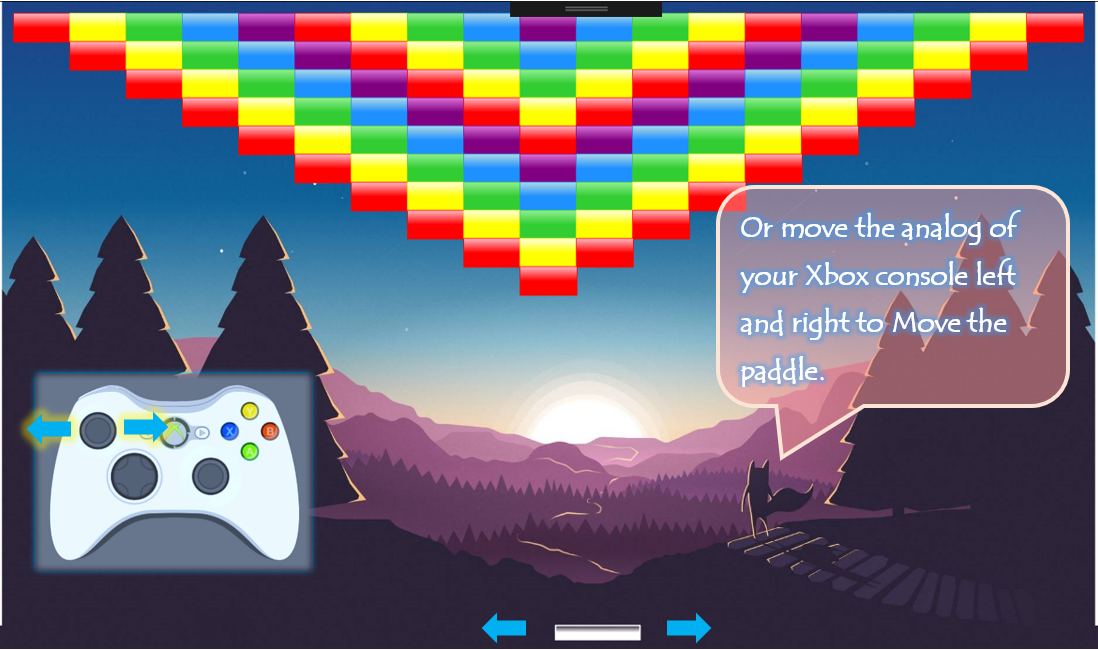 Or move the analog of
your Xbox console left
and right to Move the
paddle.
Y
X
B
A